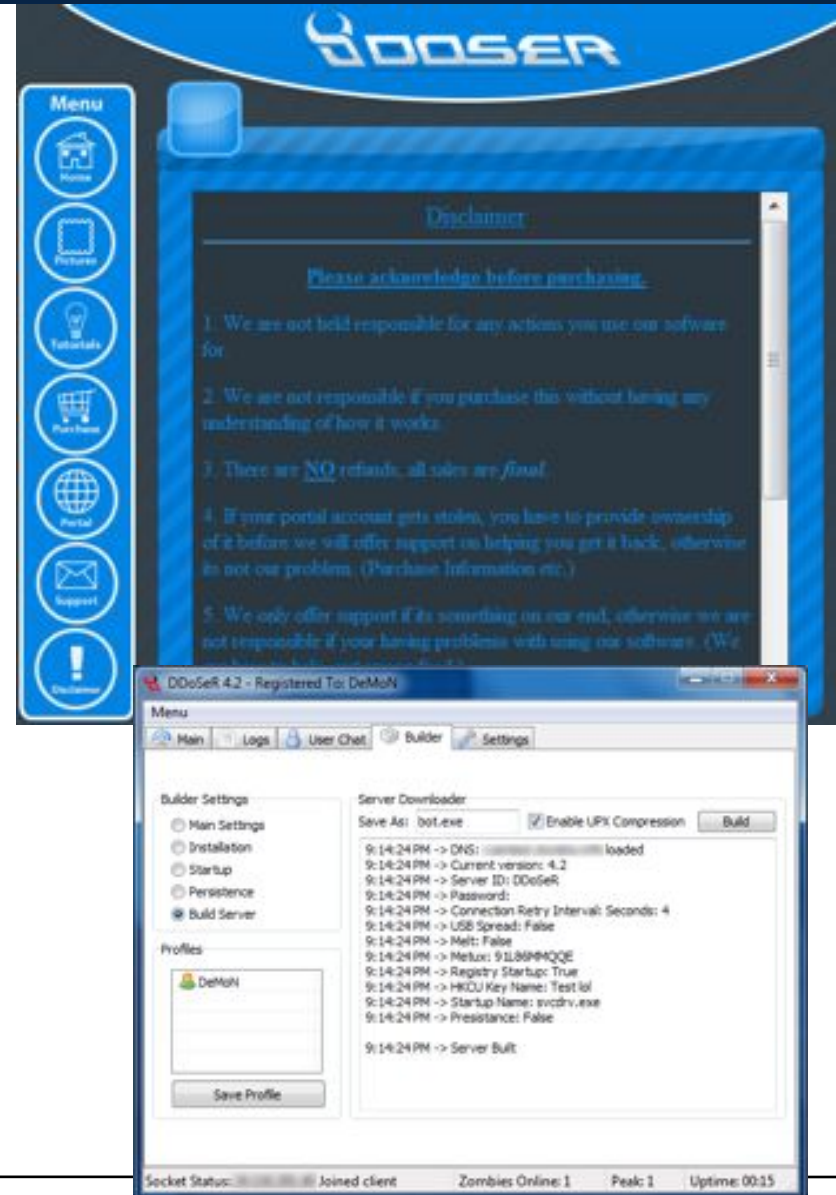 DDOSER
Menu
Home
Pictures
Tutorials
Purchase
Portal
Support
Disclaimer
Disclaimer
Please acknowledge before purchasing.
1. We are not held responsible for any actions you use our sofware
for.
2. We are not responsible if you purchase this without having any
understanding of how it works.
3. There are NO refunds, all sales are final.
4. If your portal account gets stolen, you have to provide ownership
of it before we will offer support on helping you get it back, otherwise
its not our problem. (Purchase Information etc.)
5. We only offer support if its something on our end, otherwise we are
not responsible if your having problems with using our software. (We
DDoSeR 4.2 - Registered To: DeMoN
Menu
Main Logs User Chat Builder Settings
Builder Settings
Main Settings
Installation
Startup
Persistence
Build Server
Profiles
DeMoN
Save Profile
Server Downloader
Save As: bot.exe Enable UPX Compression Build
9:14:24 PM -> DNS: loaded
9:14:24 PM -> Current version: 4.2
9:14:24 PM -> Server ID: DDoSeR
9:14:24 PM -> Password:
9:14:24 PM -> Connection Retry Interval: Seconds: 4
9:14:24 PM -> USB Spread: False
9:14:24 PM -> Melt: False
9:14:24 PM -> Metux: 91L86MMQQE
9:14:24 PM -> Registry Startup: True
9:14:24 PM -> HKCU Key Name: Test lol
9:14:24 PM -> Startup Name: svcdrv.exe
9:14:24 PM -> Presistance: False
9:14:24 PM -> Server Built
Socket Status: Joined client Zombies Online: 1 Peak: 1 Uptime: 00:15